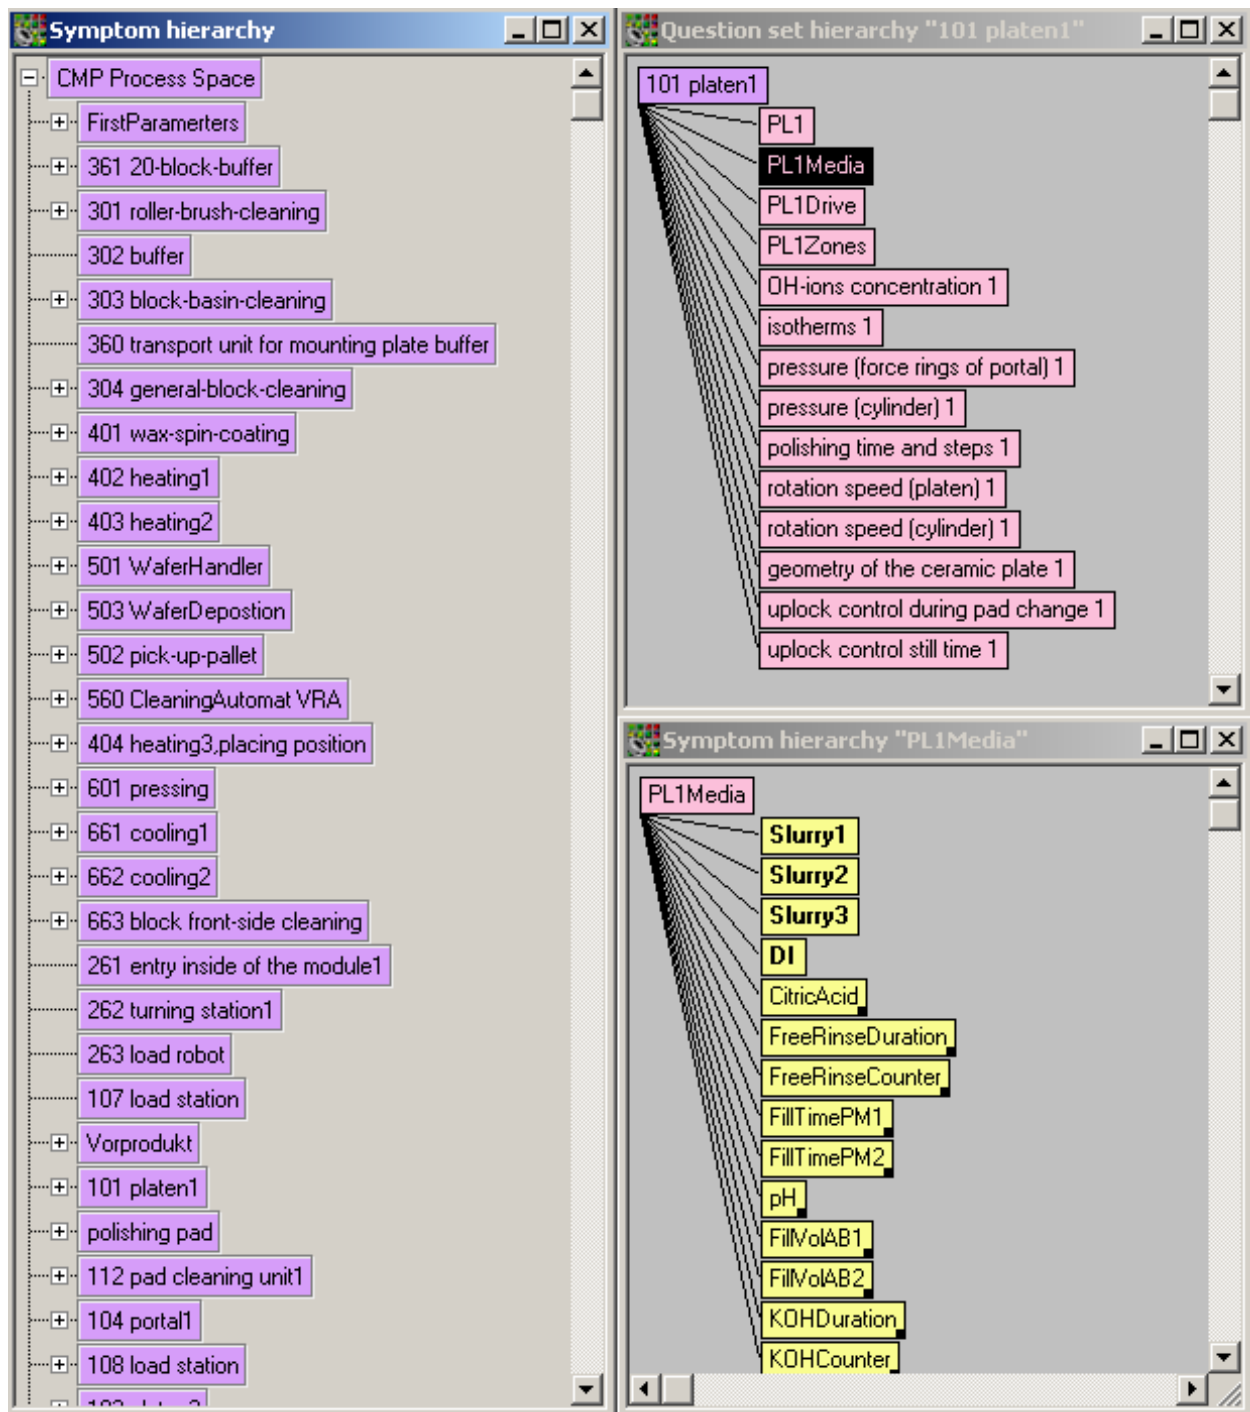 Symptom hierarchy
CMP Process Space
FirstParamerters
361 20-block-buffer
301 roller-brush-cleaning
302 buffer
303 block-basin-cleaning
360 transport unit for mounting plate buffer
304 general-block-cleaning
401 wax-spin-coating
402 heating1
403 heating2
501 WaferHandler
503 WaferDepostion
502 pick-up-pallet
560 CleaningAutomat VRA
404 heating3,placing position
601 pressing
661 cooling1
662 cooling2
663 block front-side cleaning
261 entry inside of the module1
262 turning station1
263 load robot
107 load station
Vorprodukt
101 platen1
polishing pad
112 pad cleaning unit1
104 portal1
108 load station
Question set hierarchy "101 platen1"
101 platen1
PL1
PL1Media
PL1Drive
PL1Zones
OH-ions concentration 1
isotherms 1
pressure (force rings of portal) 1
pressure (cylinder) 1
polishing time and steps 1
rotation speed (platen) 1
rotation speed (cylinder) 1
geometry of the ceramic plate 1
uplock control during pad change 1
uplock control still time 1
Symptom hierarchy "PL1Media"
PL1Media
Slurry1
Slurry2
Slurry3
DI
CitricAcid
FreeRinseDuration
FreeRinseCounter
FillTimePM1
FillTimePM2
pH
FillVolAB1
FillVolAB2
KOHDuration
KOHCounter